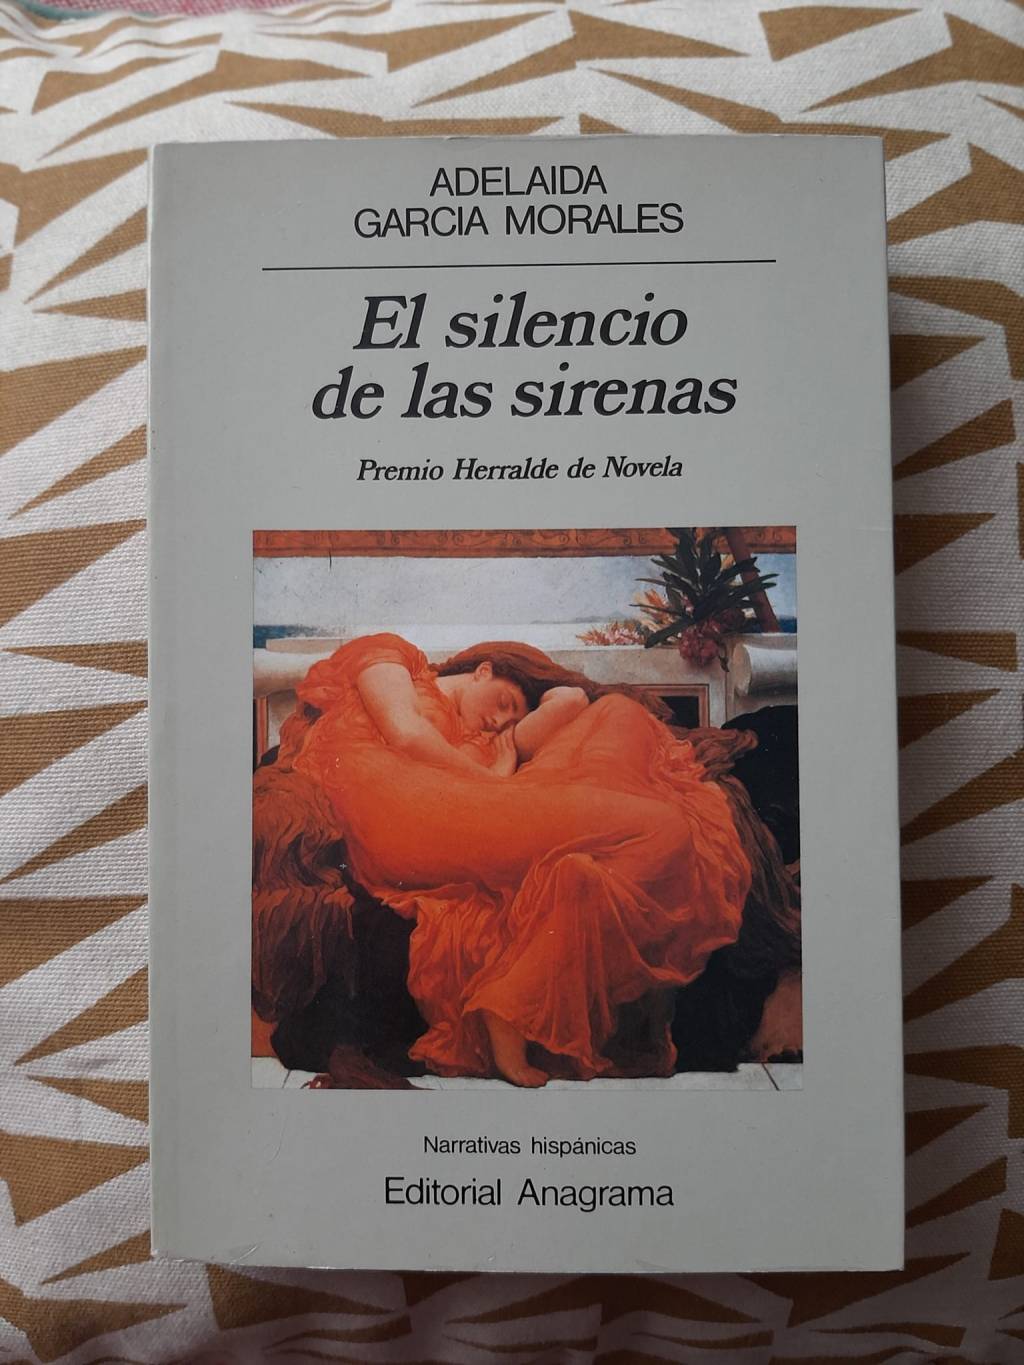 ADELAIDA
GARCIA MORALES
El silencio
de las sirenas
Premio Herralde de Novela
Narrativas hispánicas
Editorial Anagrama